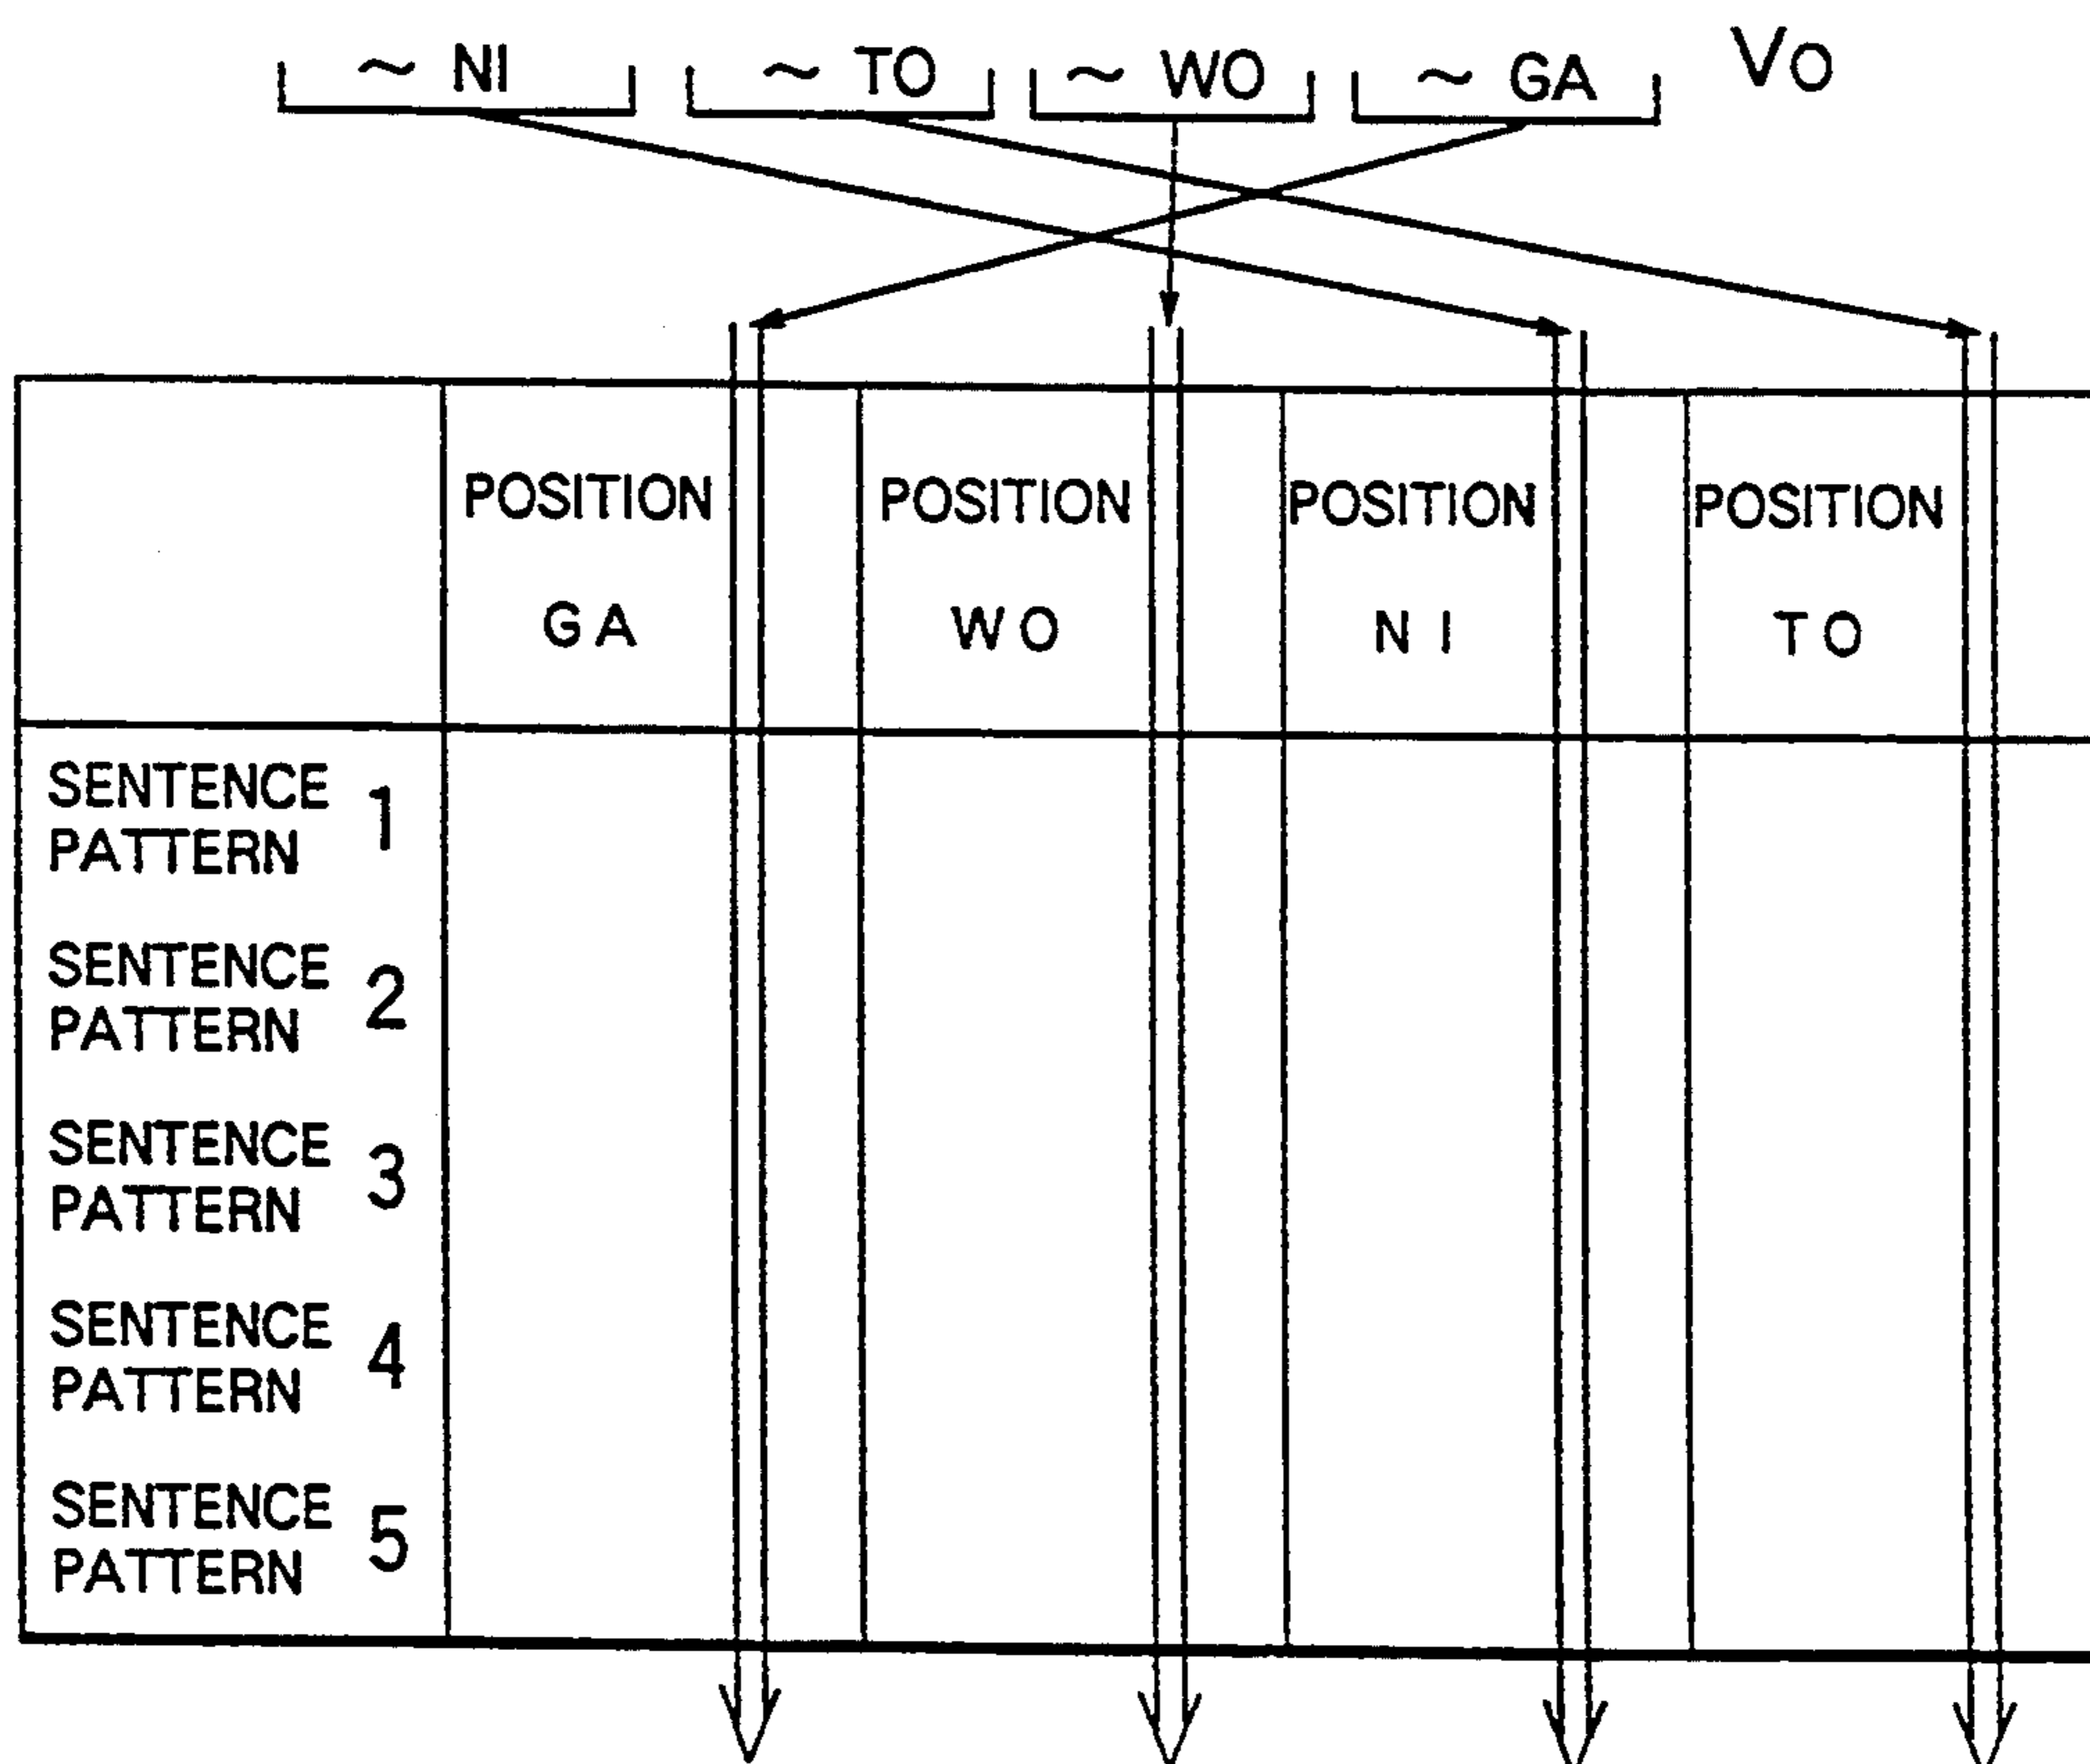 ~ NI ~ TO ~ WO ~ GA Vo
POSITION POSITION POSITION POSITION
GA WO NI TO
SENTENCE
PATTERN 1
SENTENCE
PATTERN 2
SENTENCE
PATTERN 3
SENTENCE
PATTERN 4
SENTENCE
PATTERN 5